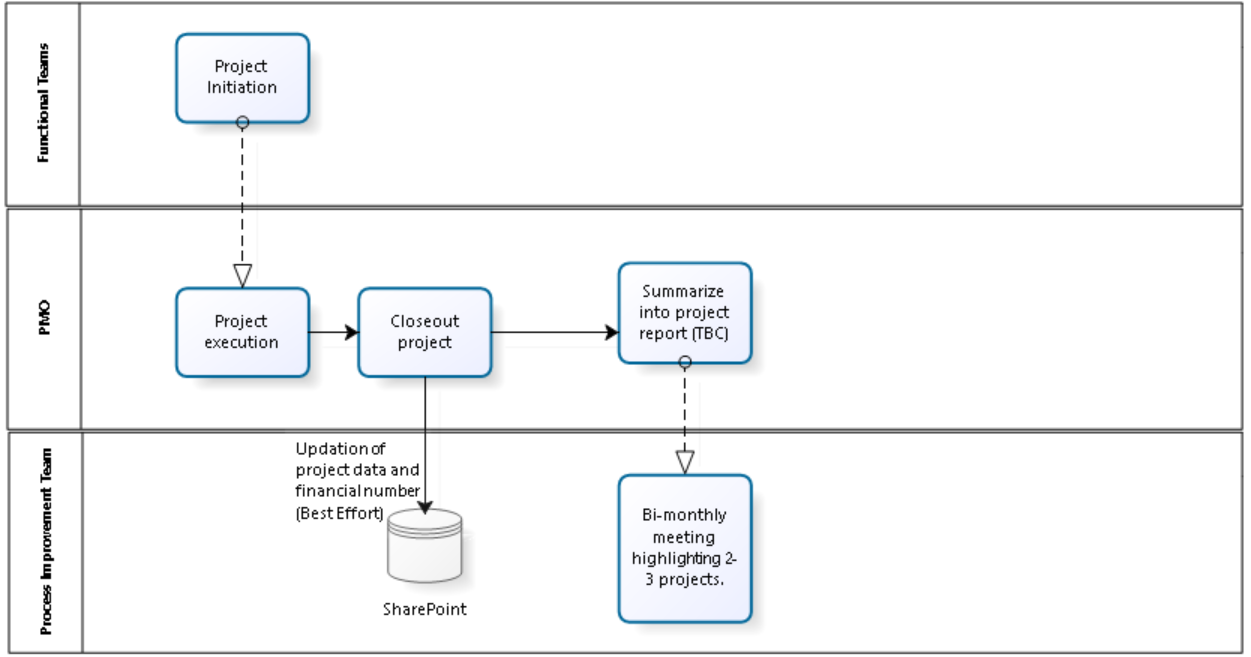 Functional Teams
Project
Initiation
PMO
Project
execution
Closeout
project
Summarize
into project
report (TBC)
Process Improvement Team
Updation of
project data and
financial number
(Best Effort)
SharePoint
Bi-monthly
meeting
highlighting 2-
3 projects.